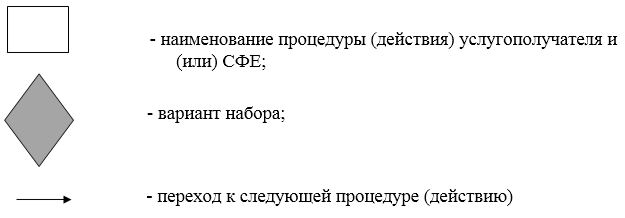 - наименование процедуры (действия) услугополучателя и
(или) СФЕ;
- вариант набора;
- переход к следующей процедуре (действию)